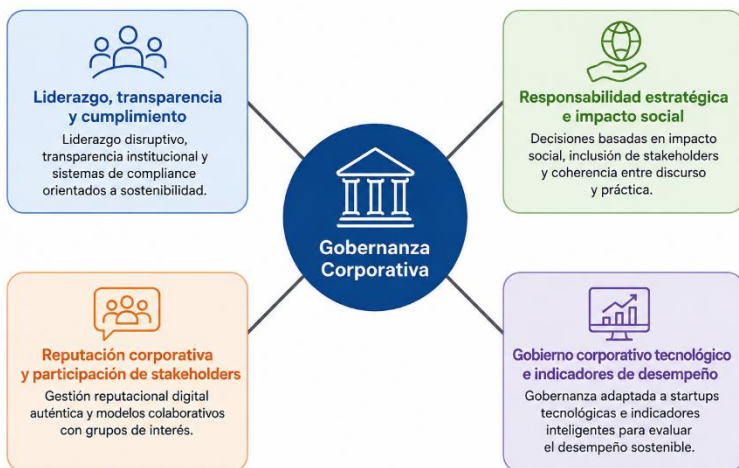 Liderazgo, transparencia
y cumplimiento
Liderazgo disruptivo,
transparencia institucional y
sistemas de compliance
orientados a sostenibilidad.
Responsabilidad estratégica
e impacto social
Decisiones basadas en impacto
social, inclusión de stakeholders
y coherencia entre discurso
y práctica.
Gobernanza
Corporativa
Reputación corporativa
y participación de stakeholders
Gestión reputacional digital
auténtica y modelos colaborativos
con grupos de interés.
Gobierno corporativo tecnológico
e indicadores de desempeño
Gobernanza adaptada a startups
tecnológicas e indicadores
inteligentes para evaluar
el desempeño sostenible.